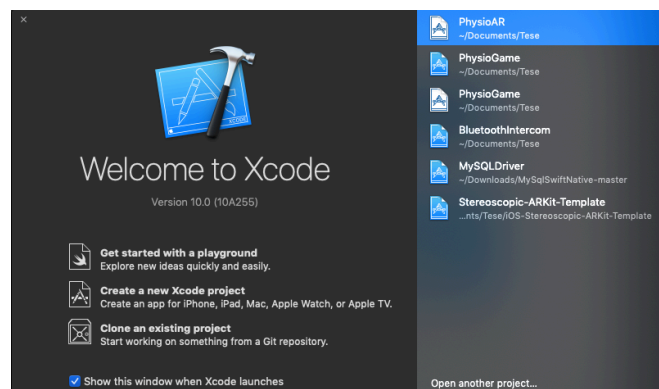 XCODE
Welcome to Xcode
Version 10.0 (10A255)
Get started with a playground
Explore new ideas quickly and easily.
Create a new Xcode project
Create an app for iPhone, iPad, Mac, Apple Watch, or Apple TV.
Clone an existing project
Start working on something from a Git repository.
Show this window when Xcode launches
PhysioAR
~/Documents/Tese
PhysioGame
~/Documents/Tese
PhysioGame
~/Documents/Tese
BluetoothIntercom
~/Documents/Tese
MySQLDriver
~/Downloads/MySqlSwiftNative-master
Stereoscopic-ARKit-Template
...nts/Tese/iOS-Stereoscopic-ARKit-Template
Open another project...